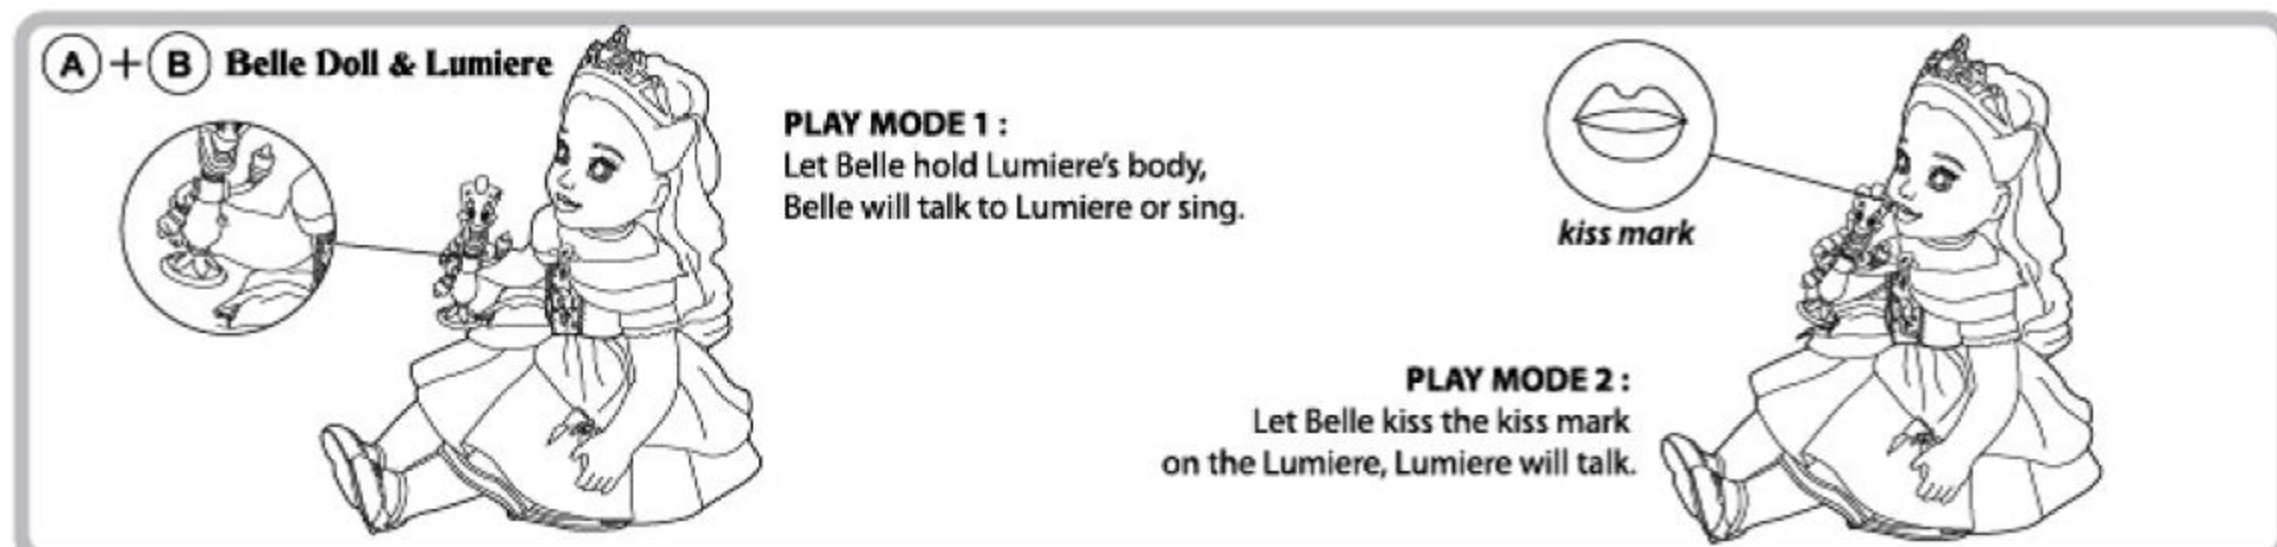 A + B Belle Doll & Lumiere
PLAY MODE 1 :
Let Belle hold Lumiere's body,
Belle will talk to Lumiere or sing.
kiss mark
PLAY MODE 2 :
Let Belle kiss the kiss mark
on the Lumiere, Lumiere will talk.